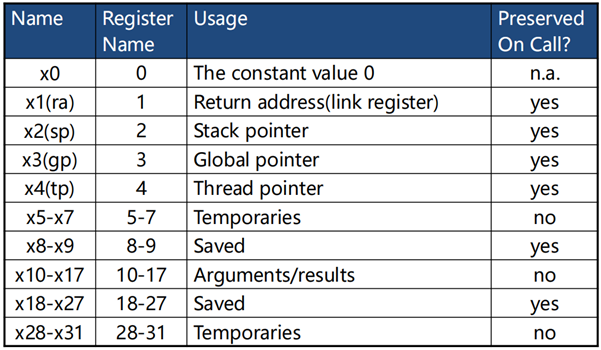 Name Register Name Usage Preserved On Call?
x0 0 The constant value 0 n.a.
x1(ra) 1 Return address(link register) yes
x2(sp) 2 Stack pointer yes
x3(gp) 3 Global pointer yes
x4(tp) 4 Thread pointer yes
x5-x7 5-7 Temporaries no
x8-x9 8-9 Saved yes
x10-x17 10-17 Arguments/results no
x18-x27 18-27 Saved yes
x28-x31 28-31 Temporaries no